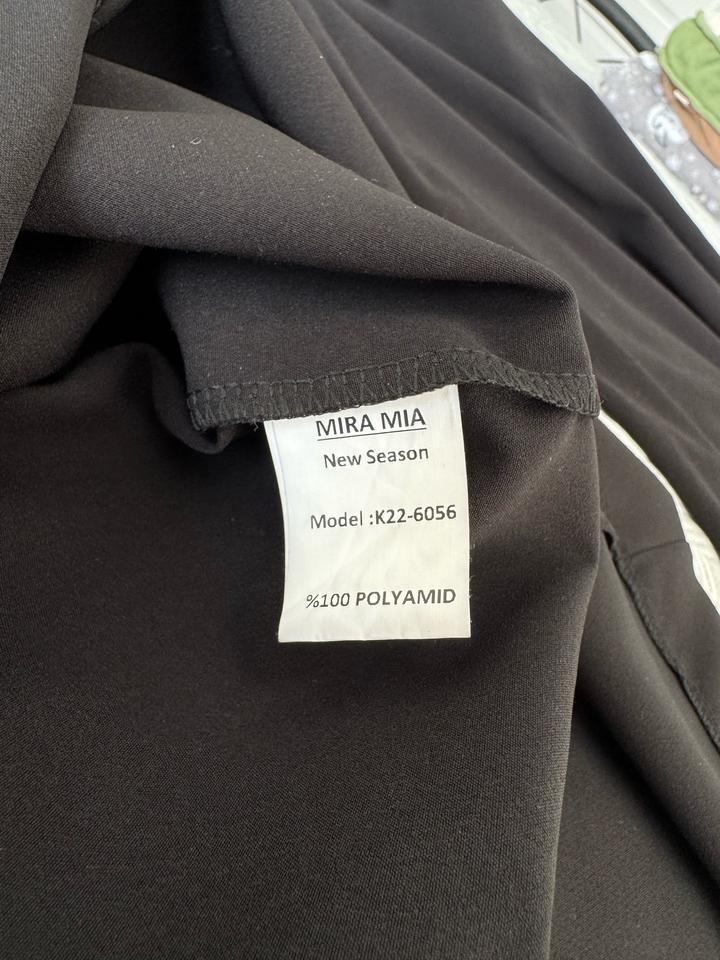 MIRA MIA
New Season
Model :K22-6056
%100 POLYAMID